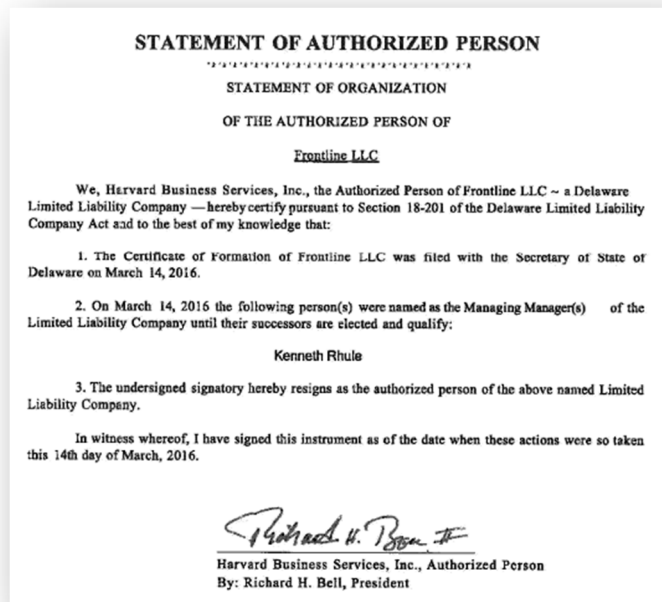 STATEMENT OF AUTHORIZED PERSON
*************************************
STATEMENT OF ORGANIZATION
OF THE AUTHORIZED PERSON OF
Frontline LLC
We, Harvard Business Services, Inc., the Authorized Person of Frontline LLC ~ a Delaware
Limited Liability Company —hereby certify pursuant to Section 18-201 of the Delaware Limited Liability
Company Act and to the best of my knowledge that:
1. The Certificate of Formation of Frontline LLC was filed with the Secretary of State of
Delaware on March 14, 2016.
2. On March 14, 2016 the following person(s) were named as the Managing Manager(s) of the
Limited Liability Company until their successors are elected and qualify:
Kenneth Rhule
3. The undersigned signatory hereby resigns as the authorized person of the above named Limited
Liability Company.
In witness whereof, I have signed this instrument as of the date when these actions were so taken
this 14th day of March, 2016.
Richard H. Bell II
Harvard Business Services, Inc., Authorized Person
By: Richard H. Bell, President